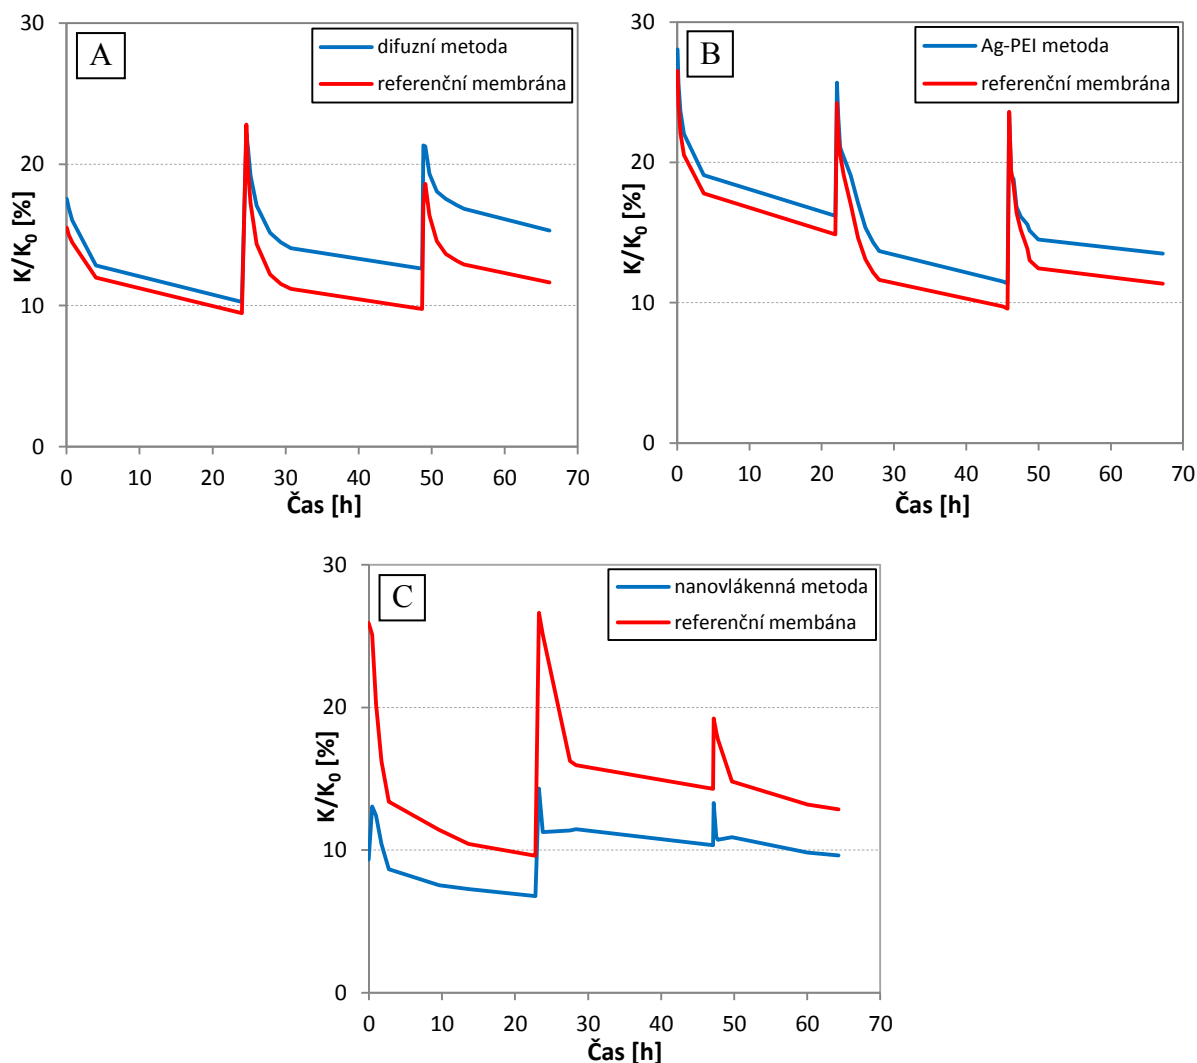 A
difuzní metoda
referenční membrána
K/K0 [%]
30
20
10
0
0 10 20 30 40 50 60 70
Čas [h]
B
Ag-PEI metoda
referenční membrána
K/K0 [%]
30
20
10
0
0 10 20 30 40 50 60 70
Čas [h]
C
nanovlákenná metoda
referenční membána
K/K0 [%]
30
20
10
0
0 10 20 30 40 50 60 70
Čas [h]